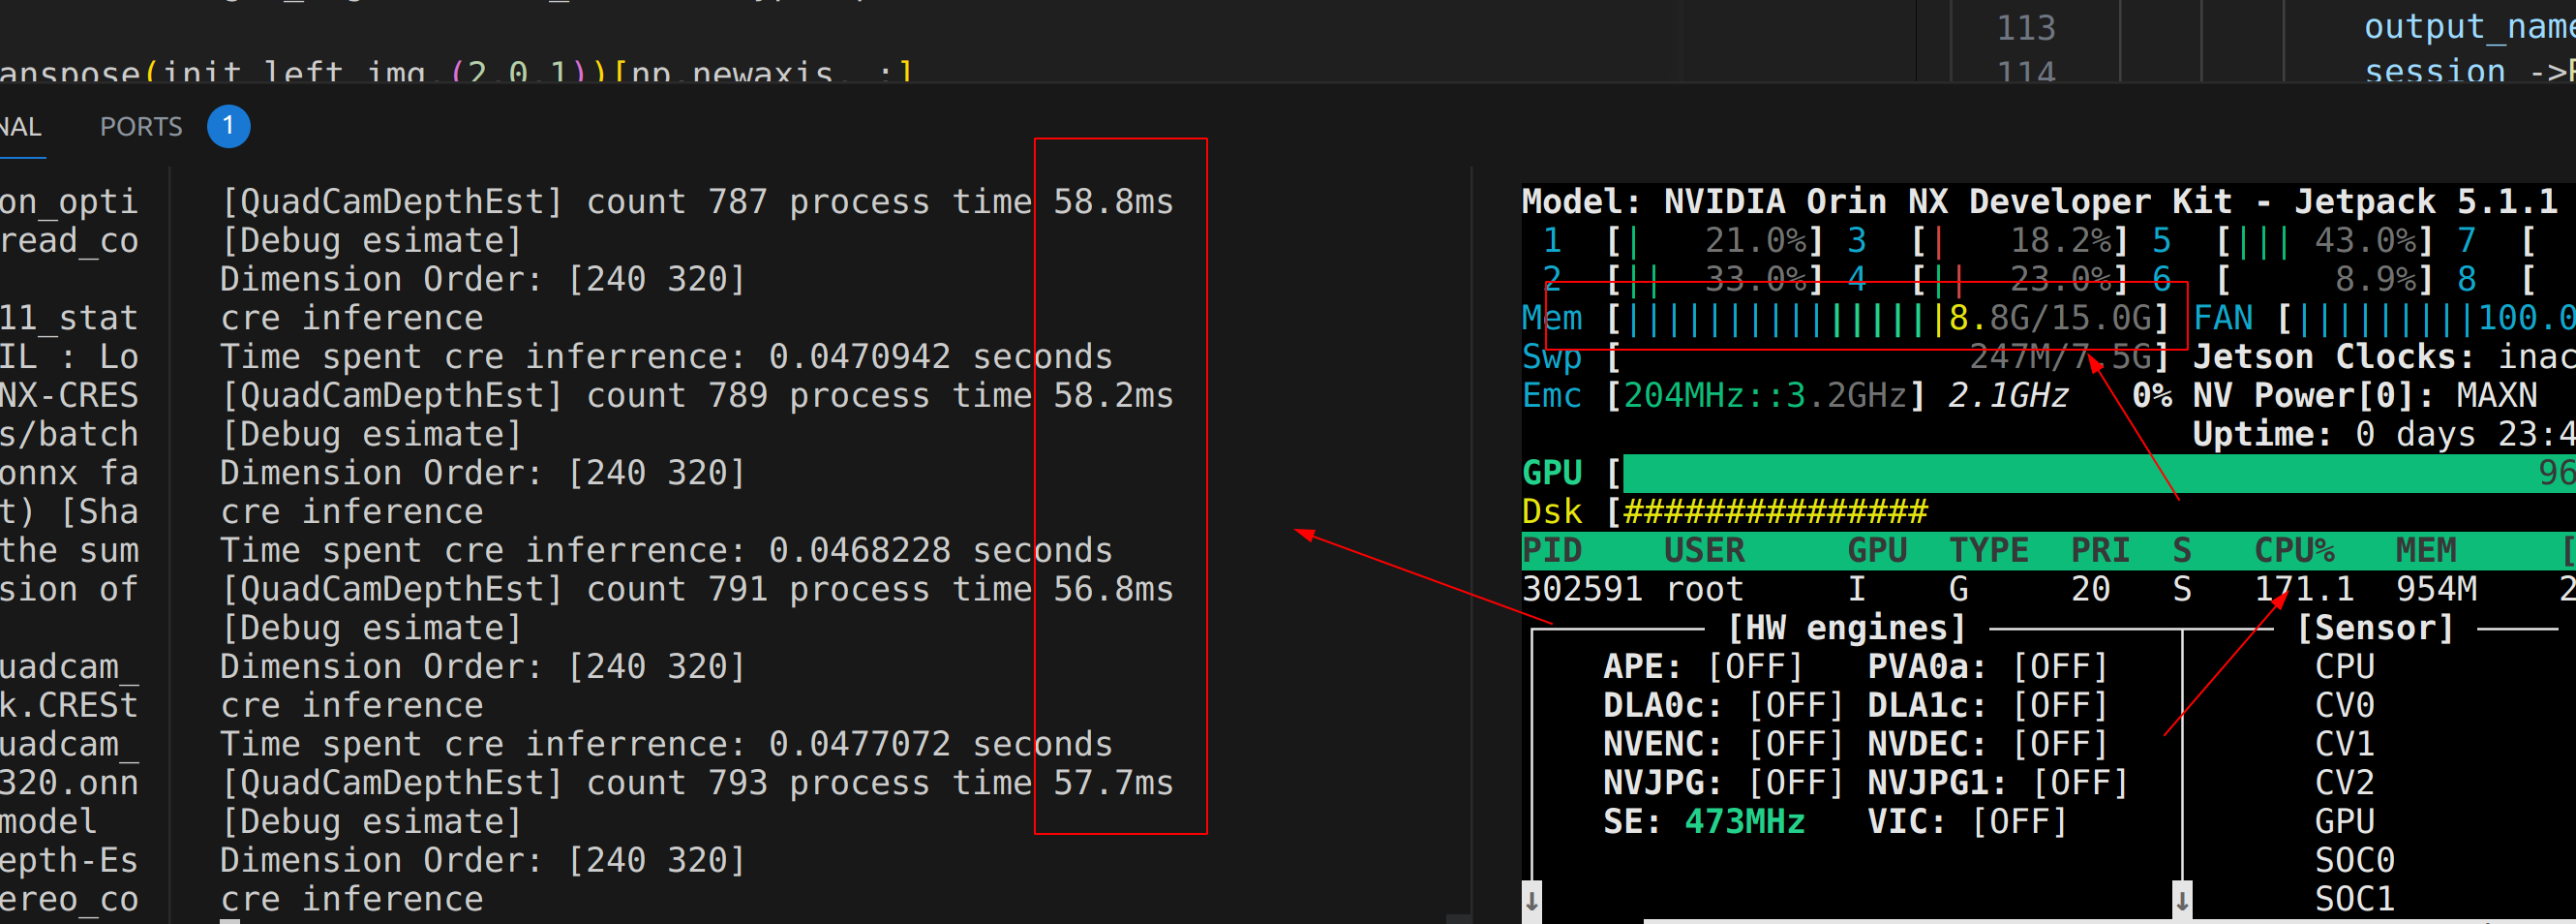 anspose(init_left_img,(2,0,1))[np.newaxis, :]
113 output_name
114 session ->
NAL PORTS 1
on_opti
read_co
11_stat
IL : Lo
NX-CRES
s/batch
onnx fa
t) [Sha
the sum
sion of
uadcam_
k.CRESt
uadcam_
320.onn
model
epth-Es
ereo_co
[QuadCamDepthEst] count 787 process time 58.8ms
[Debug esimate]
Dimension Order: [240 320]
cre inference
Time spent cre inferrence: 0.0470942 seconds
[QuadCamDepthEst] count 789 process time 58.2ms
[Debug esimate]
Dimension Order: [240 320]
cre inference
Time spent cre inferrence: 0.0468228 seconds
[QuadCamDepthEst] count 791 process time 56.8ms
[Debug esimate]
Dimension Order: [240 320]
cre inference
Time spent cre inferrence: 0.0477072 seconds
[QuadCamDepthEst] count 793 process time 57.7ms
[Debug esimate]
Dimension Order: [240 320]
cre inference
Model: NVIDIA Orin NX Developer Kit - Jetpack 5.1.1
1 [| 21.0%] 3 [| 18.2%] 5 [||| 43.0%] 7 [
2 [|| 33.0%] 4 [|| 23.0%] 6 [ 8.9%] 8 [
Mem [||||||||||||||||8.8G/15.0G] FAN [|||||||||100.0
Swp [ 247M/7.5G] Jetson Clocks: inac
Emc [204MHz::3.2GHz] 2.1GHz 0% NV Power[0]: MAXN
Uptime: 0 days 23:4
GPU [ 96
Dsk [###############
PID USER GPU TYPE PRI S CPU% MEM [
302591 root I G 20 S 171.1 954M 2
[HW engines] [Sensor]
APE: [OFF] PVA0a: [OFF] CPU
DLA0c: [OFF] DLA1c: [OFF] CV0
NVENC: [OFF] NVDEC: [OFF] CV1
NVJPG: [OFF] NVJPG1: [OFF] CV2
SE: 473MHz VIC: [OFF] GPU
SOC0
↓ ↓ SOC1